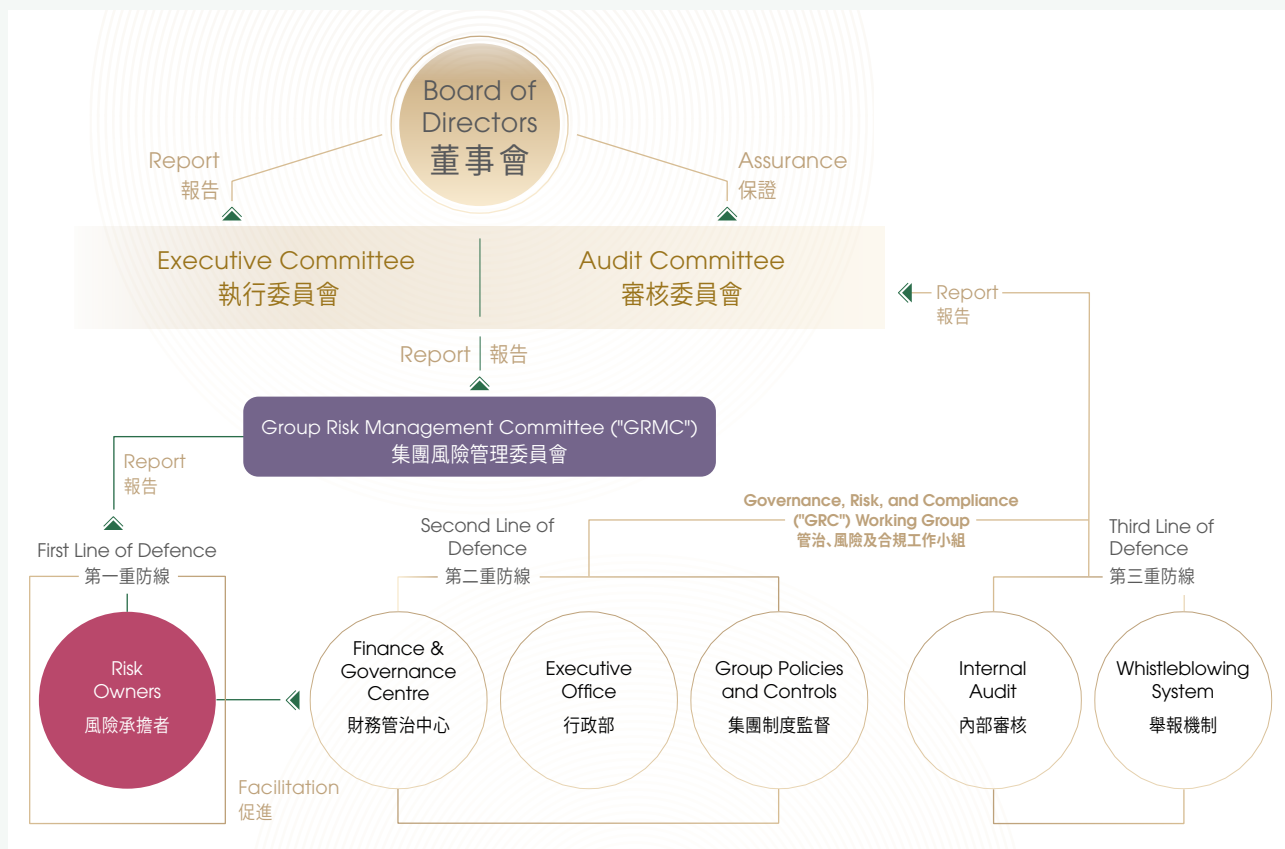 Board of
Directors
董事會
Report
報告
Assurance
保證
Executive Committee
執行委員會
Audit Committee
審核委員會
Report
報告
Report 報告
Group Risk Management Committee ("GRMC")
集團風險管理委員會
Report
報告
Governance, Risk, and Compliance
("GRC") Working Group
管治、風險及合規工作小組
First Line of Defence
第一重防線
Second Line of
Defence
第二重防線
Third Line of
Defence
第三重防線
Risk
Owners
風險承擔者
Finance &
Governance
Centre
財務管治中心
Executive
Office
行政部
Group Policies
and Controls
集團制度監督
Internal
Audit
內部審核
Whistleblowing
System
舉報機制
Facilitation
促進